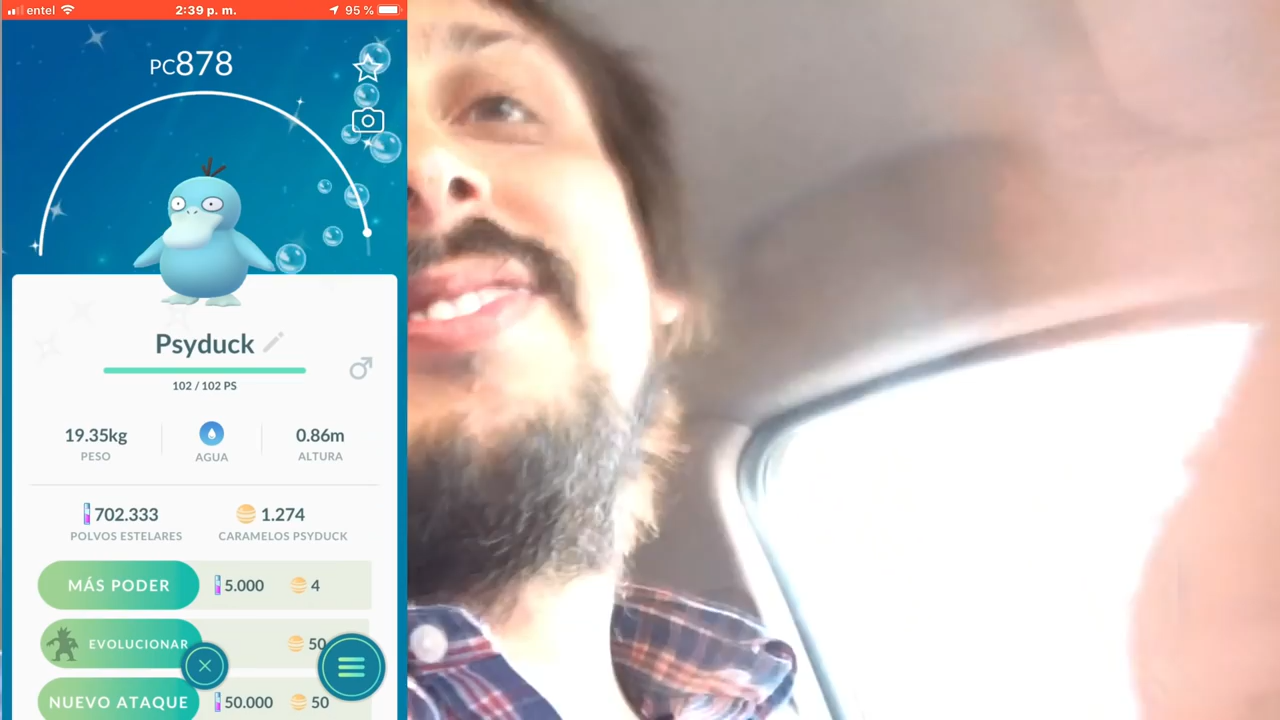 entel 2:39 p. m. 95 %
PC878
Psyduck
102 / 102 PS
19.35kg 0.86m
PESO AGUA ALTURA
702.333 1.274
POLVOS ESTELARES CARAMELOS PSYDUCK
MÁS PODER 5.000 4
EVOLUCIONAR 50
NUEVO ATAQUE 50.000 50